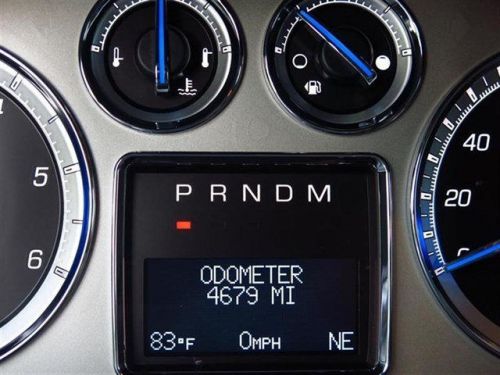 P R N D M
ODOMETER
4679 MI
83°F 0MPH NE
5
6
40
20